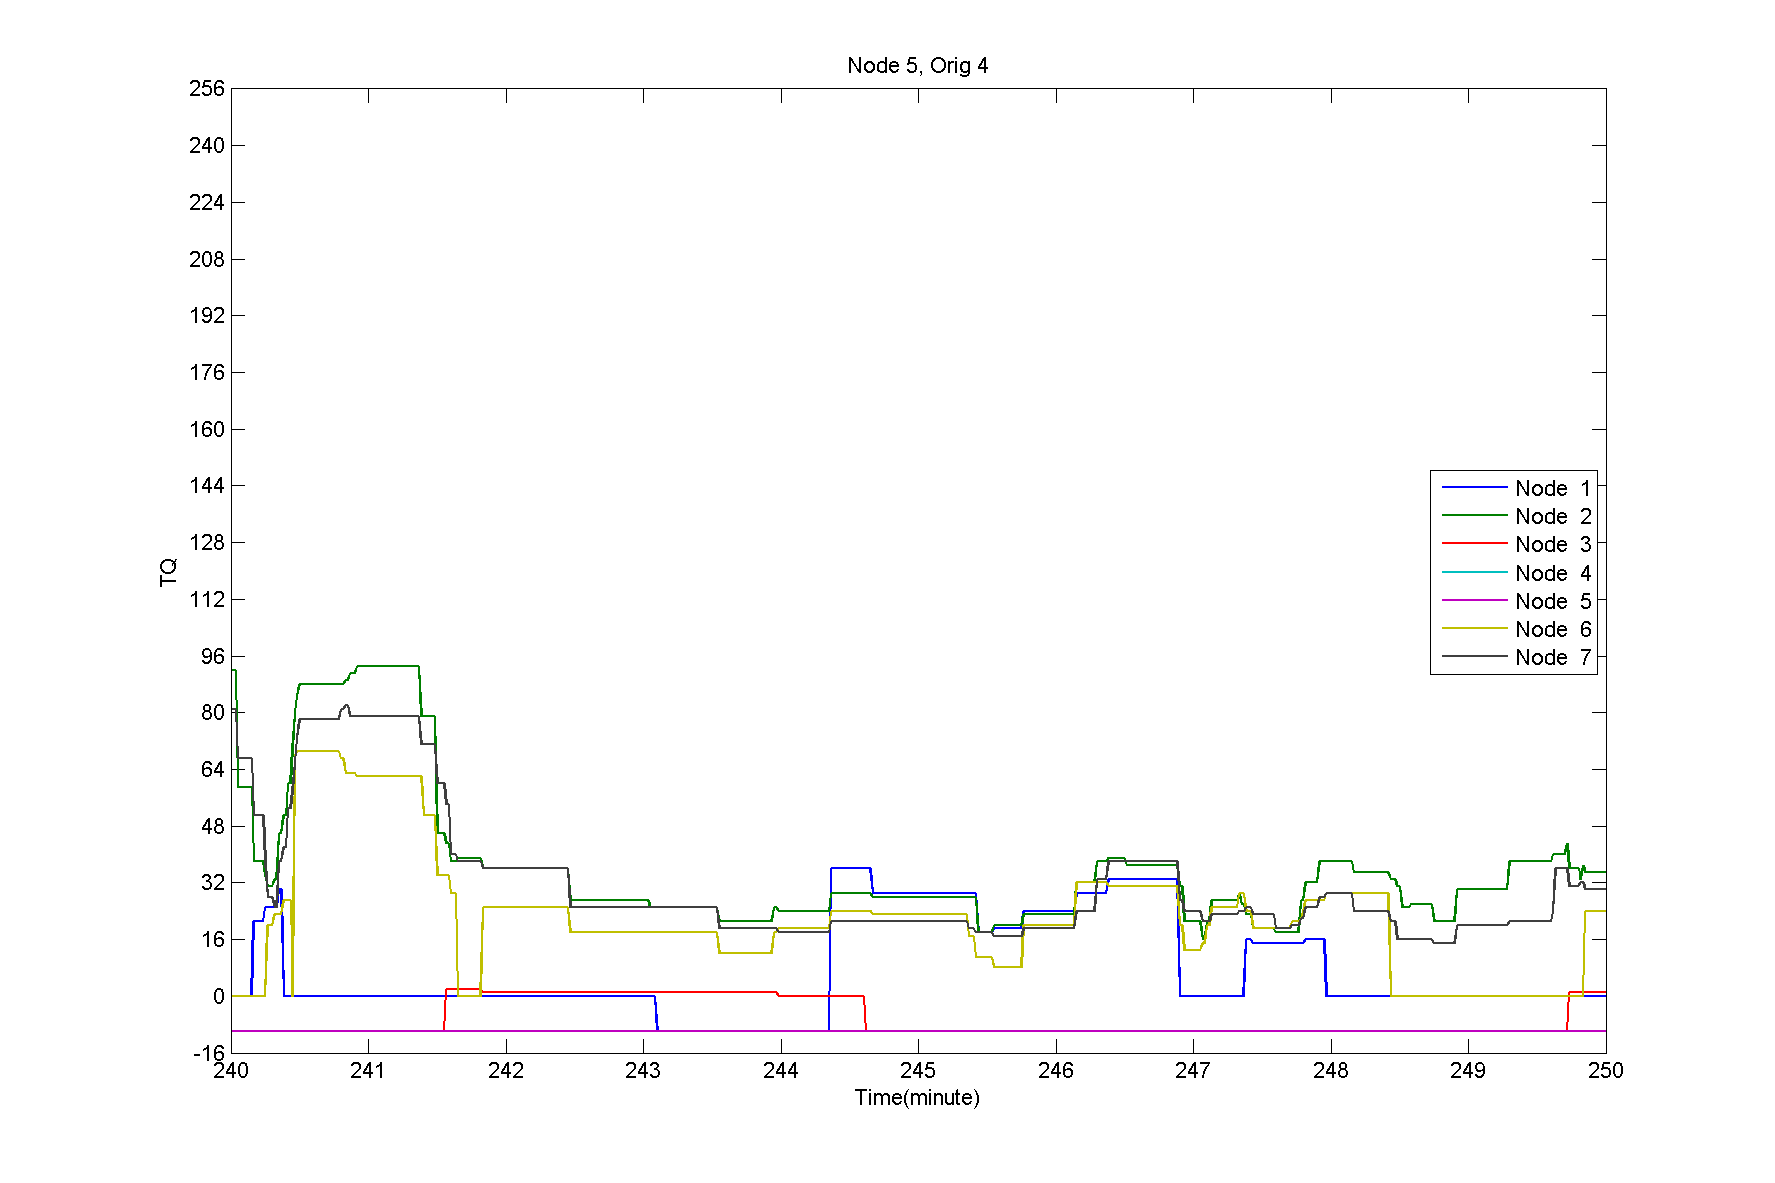 Node 5, Orig 4
256
240
224
208
192
176
160
144
128
112
96
80
64
48
32
16
0
-16
TQ
Node 1
Node 2
Node 3
Node 4
Node 5
Node 6
Node 7
240 241 242 243 244 245 246 247 248 249 250
Time(minute)